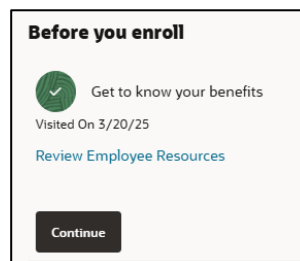 Before you enroll
Get to know your benefits
Visited On 3/20/25
Review Employee Resources
Continue